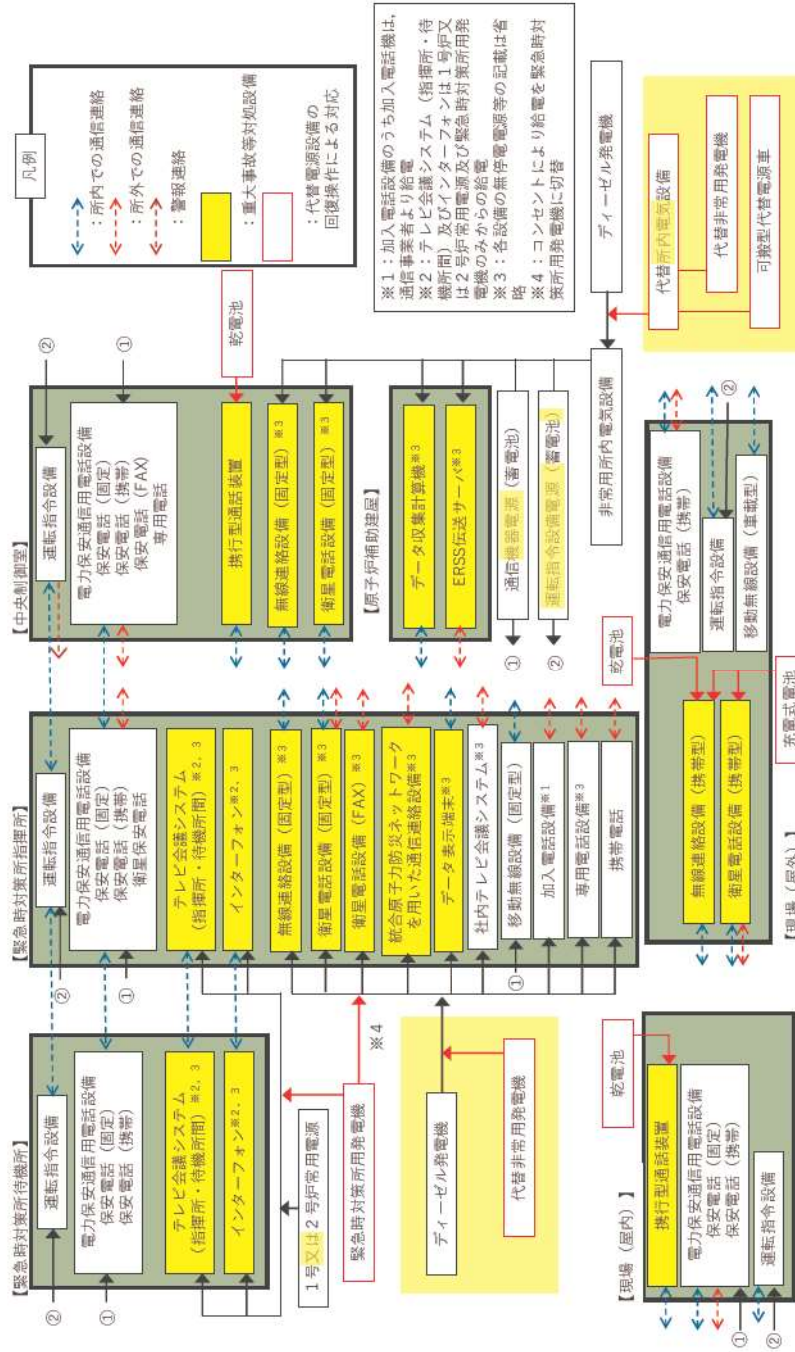 【緊急時対策所待機所】
②
運転指令設備
①
電力保安通信用電話設備
保安電話（固定）
保安電話（携帯）
テレビ会議システム
（指揮所・待機所間）※2，3
インターフォン※2，3
1号又は2号炉常用電源
緊急時対策所用発電機
※4
ディーゼル発電機
代替非常用発電機
【緊急時対策所指揮所】
②
運転指令設備
①
電力保安通信用電話設備
保安電話（固定）
保安電話（携帯）
衛星保安電話
テレビ会議システム
（指揮所・待機所間）※2，3
インターフォン※2，3
無線連絡設備（固定型）※3
衛星電話設備（固定型）※3
衛星電話設備（FAX）※3
統合原子力防災ネットワーク
を用いた通信連絡設備※3
データ表示端末※3
社内テレビ会議システム※3
①
移動無線設備（固定型）
加入電話設備※1
専用電話設備※3
携帯電話
【中央制御室】
②
運転指令設備
①
電力保安通信用電話設備
保安電話（固定）
保安電話（携帯）
保安電話（FAX）
専用電話
乾電池
携行型通話装置
無線連絡設備（固定型）※3
衛星電話設備（固定型）※3
【原子炉補助建屋】
データ収集計算機※3
ERSS伝送サーバ※3
①
通信機器電源（蓄電池）
②
運転指令設備電源（蓄電池）
非常用所内電気設備
ディーゼル発電機
代替所内電気設備
代替非常用発電機
可搬型代替電源車
凡例
：所内での通信連絡
：所外での通信連絡
：警報連絡
：重大事故等対処設備
：代替電源設備の
回復操作による対応
※1：加入電話設備のうち加入電話機は，
通信事業者より給電
※2：テレビ会議システム（指揮所・待
機所間）及びインターフォンは1号炉又
は2号炉常用電源及び緊急時対策所用発
電機のみからの給電
※3：各設備の無停電電源等の記載は省
略
※4：コンセントにより給電を緊急時対
策所用発電機に切替
【現場（屋内）】
乾電池
携行型通話装置
電力保安通信用電話設備
保安電話（固定）
保安電話（携帯）
①
運転指令設備
②
【現場（屋外）】
乾電池
無線連絡設備（携帯型）
衛星電話設備（携帯型）
充電式電池
電力保安通信用電話設備
保安電話（携帯）
運転指令設備
②
移動無線設備（車載型）